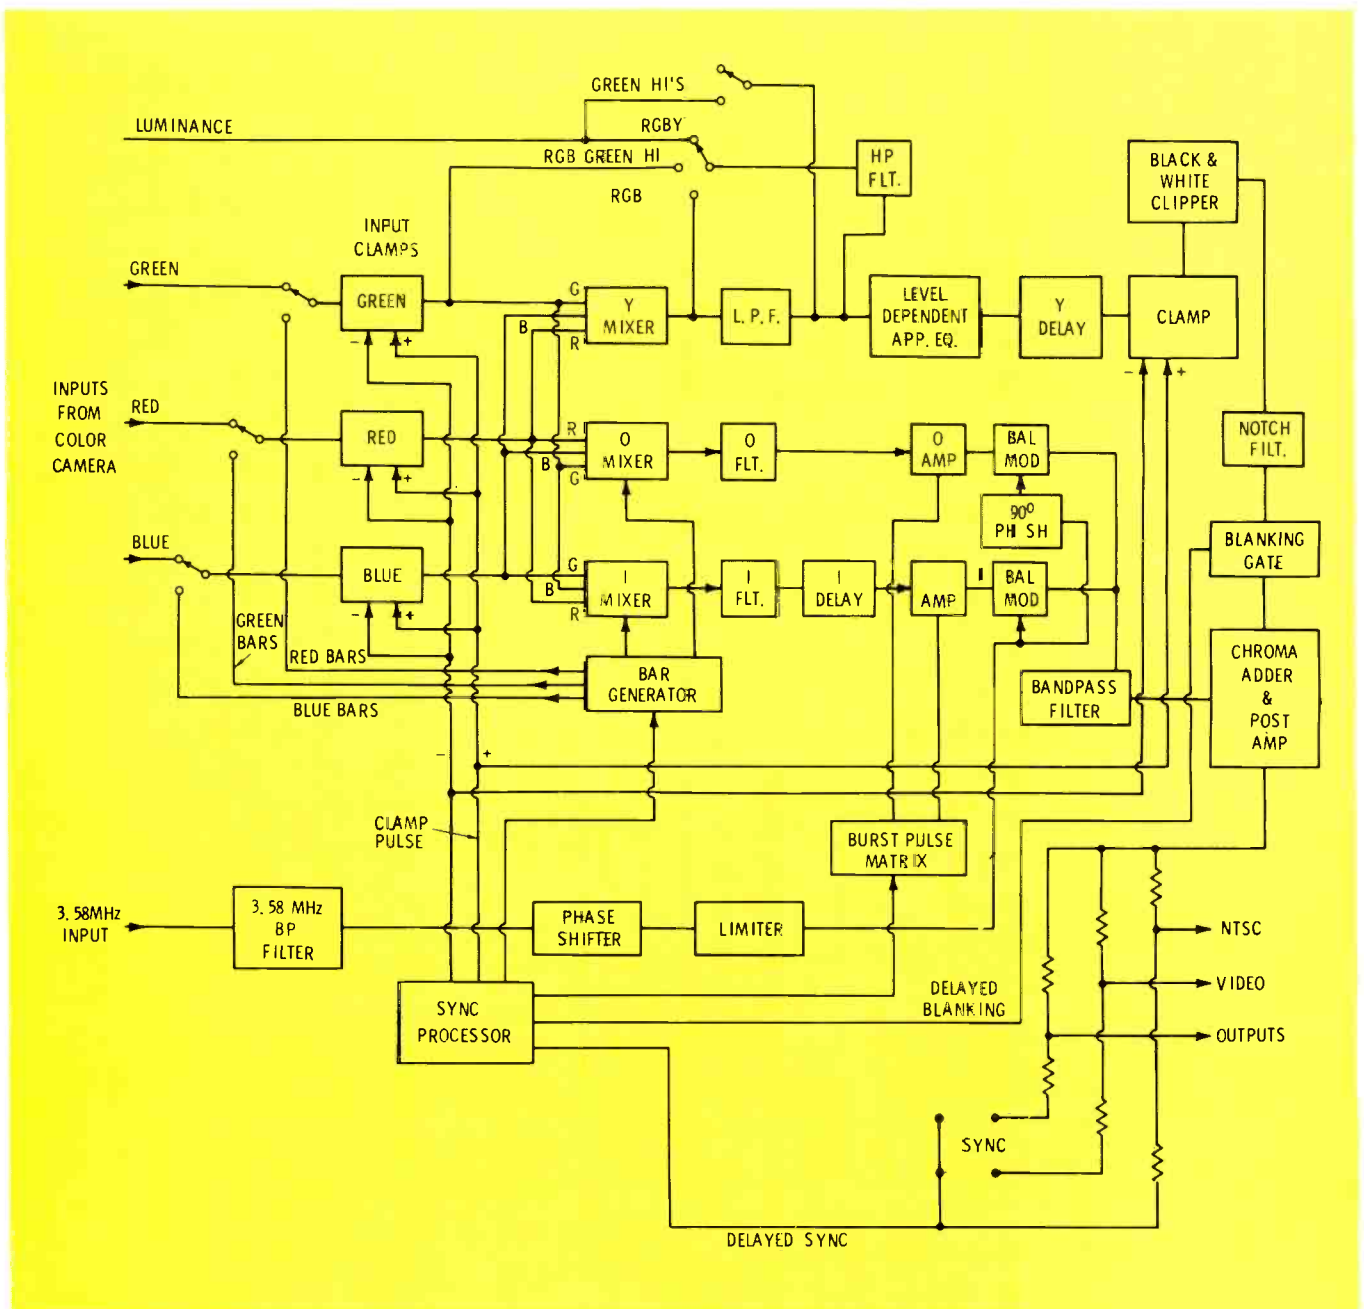 GREEN HI'S
LUMINANCE
RGBY
RGB GREEN HI
RGB
HP
FLT.
BLACK &
WHITE
CLIPPER
INPUT
CLAMPS
GREEN
GREEN
G
B
R
Y
MIXER
L. P. F.
LEVEL
DEPENDENT
APP. EQ.
Y
DELAY
CLAMP
- +
- +
INPUTS
FROM
COLOR
CAMERA
RED
RED
- +
R
B
G
O
MIXER
O
FLT.
O
AMP
BAL
MOD
90⁰
PH SH
NOTCH
FILT.
BLUE
BLUE
- +
G
B
R
I
MIXER
I
FLT.
I
DELAY
AMP
I
BAL
MOD
BLANKING
GATE
GREEN
BARS
RED BARS
BLUE BARS
BAR
GENERATOR
BANDPASS
FILTER
CHROMA
ADDER
&
POST
AMP
- +
CLAMP
PULSE
BURST PULSE
MATRIX
3.58MHz
INPUT
3.58 MHz
BP
FILTER
PHASE
SHIFTER
LIMITER
NTSC
VIDEO
OUTPUTS
SYNC
PROCESSOR
DELAYED
BLANKING
SYNC
DELAYED SYNC